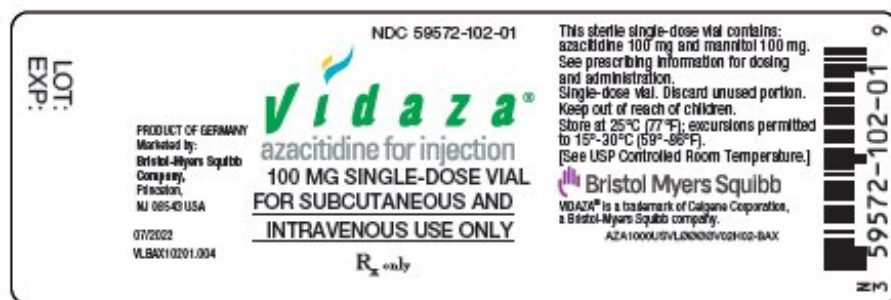 LOT:
EXP:
PRODUCT OF GERMANY
Marketed by:
Bristol-Myers Squibb
Company,
Princeton,
NJ 08543 USA
07/2022
VLBAX10201.004
NDC 59572-102-01
Vidaza®
azacitidine for injection
100 MG SINGLE-DOSE VIAL
FOR SUBCUTANEOUS AND
INTRAVENOUS USE ONLY
Rx only
This sterile single-dose vial contains:
azacitidine 100 mg and mannitol 100 mg.
See prescribing information for dosing
and administration.
Single-dose vial. Discard unused portion.
Keep out of reach of children.
Store at 25°C (77°F); excursions permitted
to 15°-30°C (59°-86°F).
[See USP Controlled Room Temperature.]
Bristol Myers Squibb
VIDAZA® is a trademark of Celgene Corporation,
a Bristol-Myers Squibb company.
AZA1000USVLØØØØV02H02-BAX
N3 59572-102-01 9